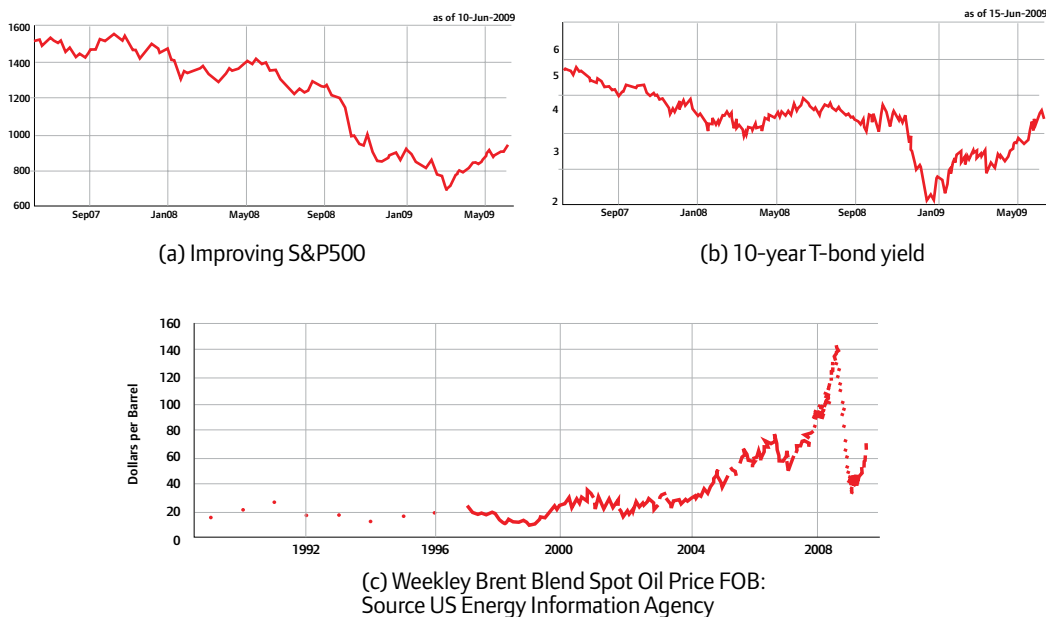 as of 10-Jun-2009
1600
1400
1200
1000
800
600
Sep07 Jan08 May08 Sep08 Jan09 May09
(a) Improving S&P500
as of 15-Jun-2009
6
5
4
3
2
Sep07 Jan08 May08 Sep08 Jan09 May09
(b) 10-year T-bond yield
Dollars per Barrel
160
140
120
100
80
60
40
20
0
1992 1996 2000 2004 2008
(c) Weekley Brent Blend Spot Oil Price FOB:
Source US Energy Information Agency